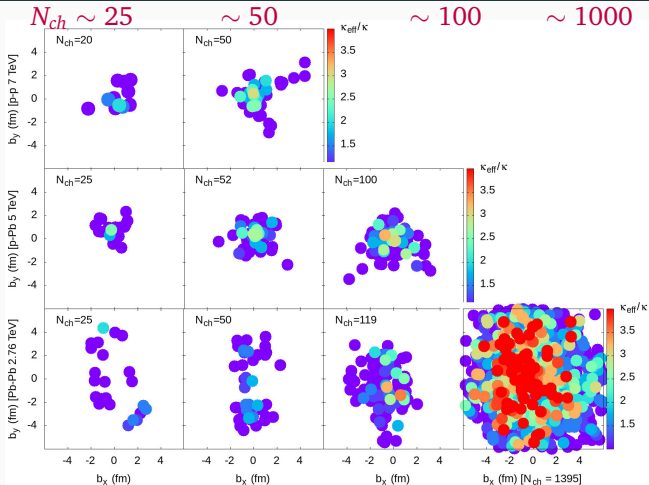 N_ch ∼ 25 ∼ 50 ∼ 100 ∼ 1000
κ_eff/κ
N_ch=20 N_ch=50
b_y (fm) [p-p 7 TeV]
4
2
0
-2
-4
3.5
3
2.5
2
1.5
κ_eff/κ
N_ch=25 N_ch=52 N_ch=100
b_y (fm) [p-Pb 5 TeV]
4
2
0
-2
-4
3.5
3
2.5
2
1.5
κ_eff/κ
N_ch=25 N_ch=50 N_ch=119
b_y (fm) [Pb-Pb 2.76 TeV]
4
2
0
-2
-4
3.5
3
2.5
2
1.5
-4 -2 0 2 4 -4 -2 0 2 4 -4 -2 0 2 4 -4 -2 0 2 4
b_x (fm) b_x (fm) b_x (fm) b_x (fm) [N_ch = 1395]